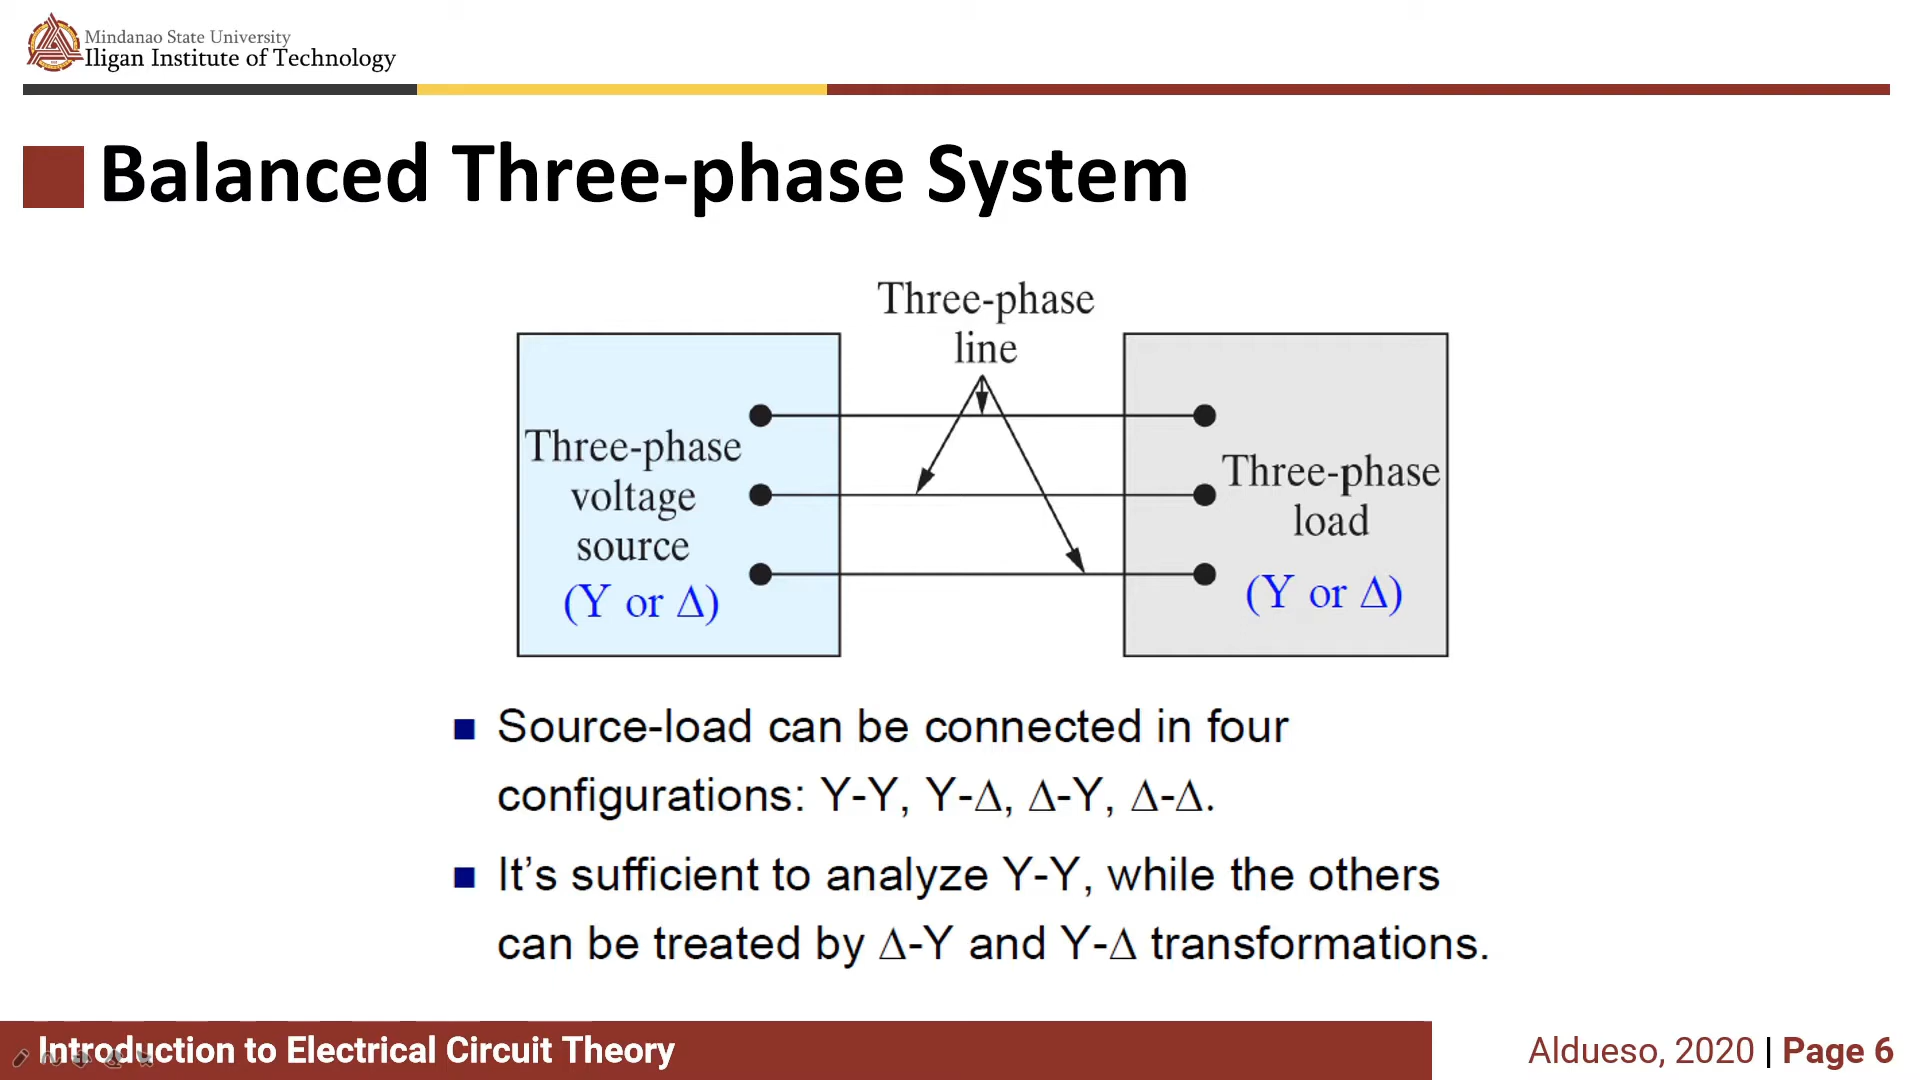 Mindanao State University
Iligan Institute of Technology
Balanced Three-phase System
Three-phase
line
Three-phase
voltage
source
(Y or Δ)
Three-phase
load
(Y or Δ)
Source-load can be connected in four
configurations: Y-Y, Y-Δ, Δ-Y, Δ-Δ.
It's sufficient to analyze Y-Y, while the others
can be treated by Δ-Y and Y-Δ transformations.
Introduction to Electrical Circuit Theory
Aldueso, 2020 | Page 6